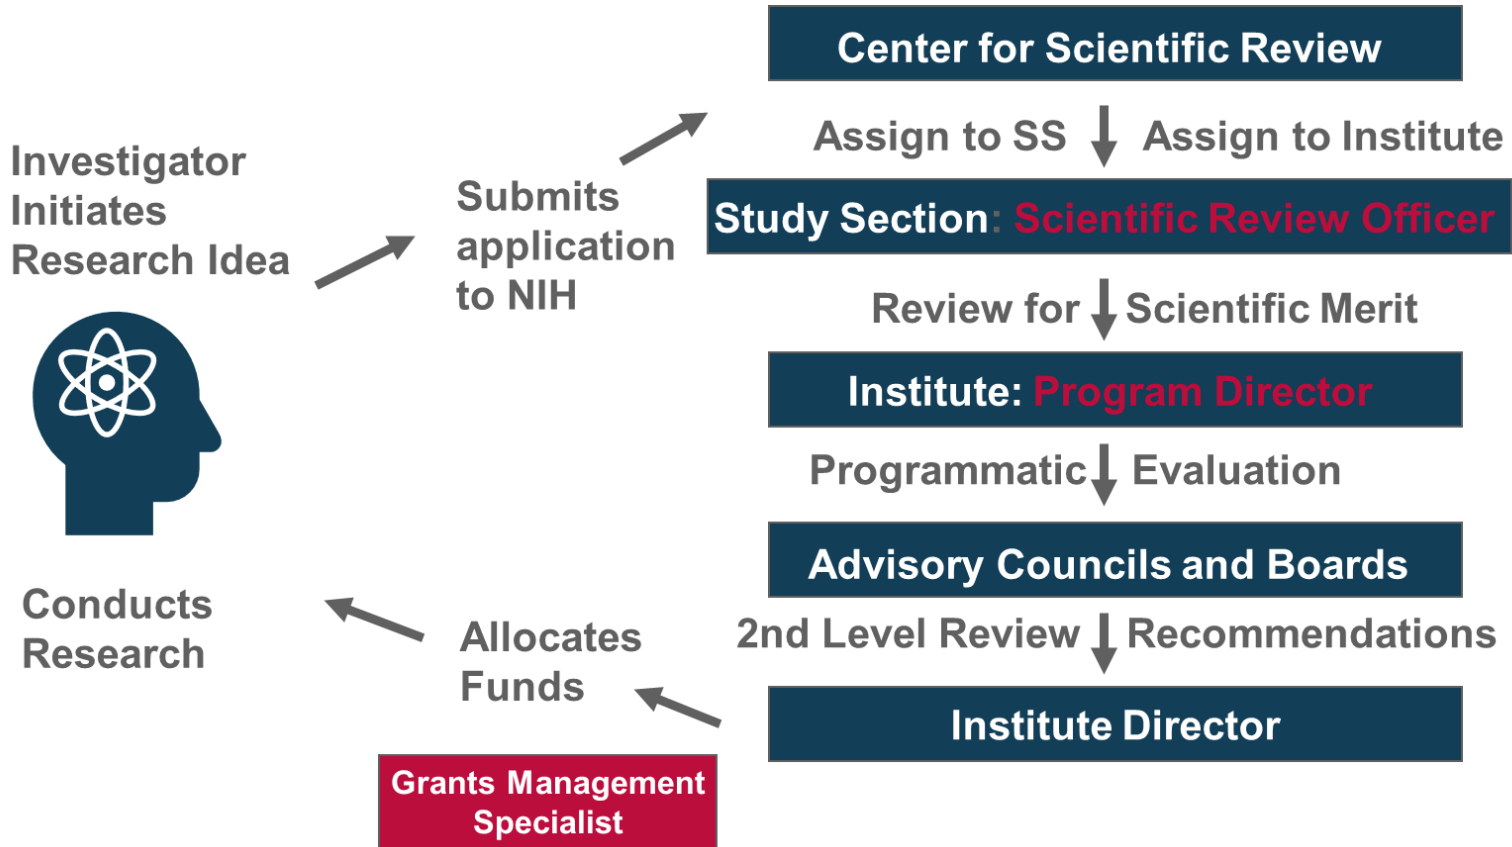 Investigator
Initiates
Research Idea
Submits
application
to NIH
Center for Scientific Review
Assign to SS Assign to Institute
Study Section: Scientific Review Officer
Review for Scientific Merit
Institute: Program Director
Programmatic Evaluation
Advisory Councils and Boards
2nd Level Review Recommendations
Institute Director
Allocates
Funds
Grants Management
Specialist
Conducts
Research